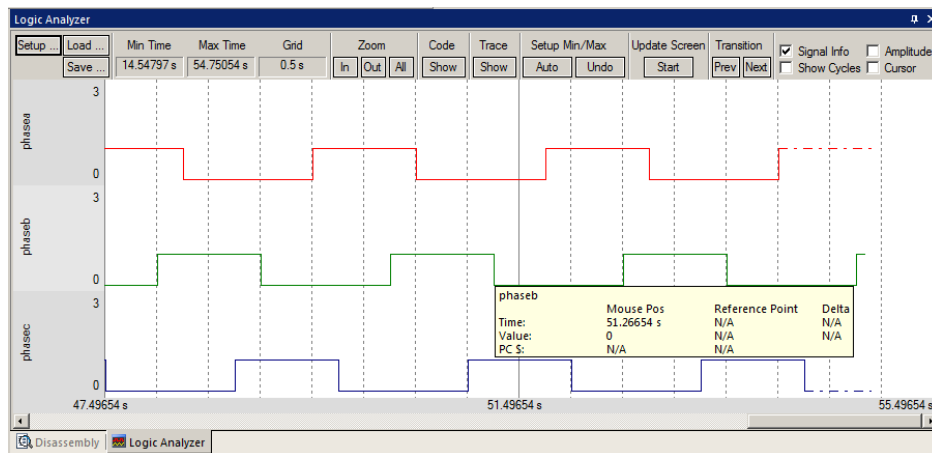 Logic Analyzer
Setup ... Load ... Min Time Max Time Grid Zoom Code Trace Setup Min/Max Update Screen Transition Signal Info Amplitude
Save ... 14.54797 s 54.75054 s 0.5 s In Out All Show Show Auto Undo Start Prev Next Show Cycles Cursor
3
phasea
0
3
phaseb
0
3
phasec
0
phaseb
Mouse Pos Reference Point Delta
Time: 51.26654 s N/A N/A
Value: 0 N/A N/A
PC $: N/A N/A
47.49654 s 51.49654 s 55.49654 s
Disassembly Logic Analyzer